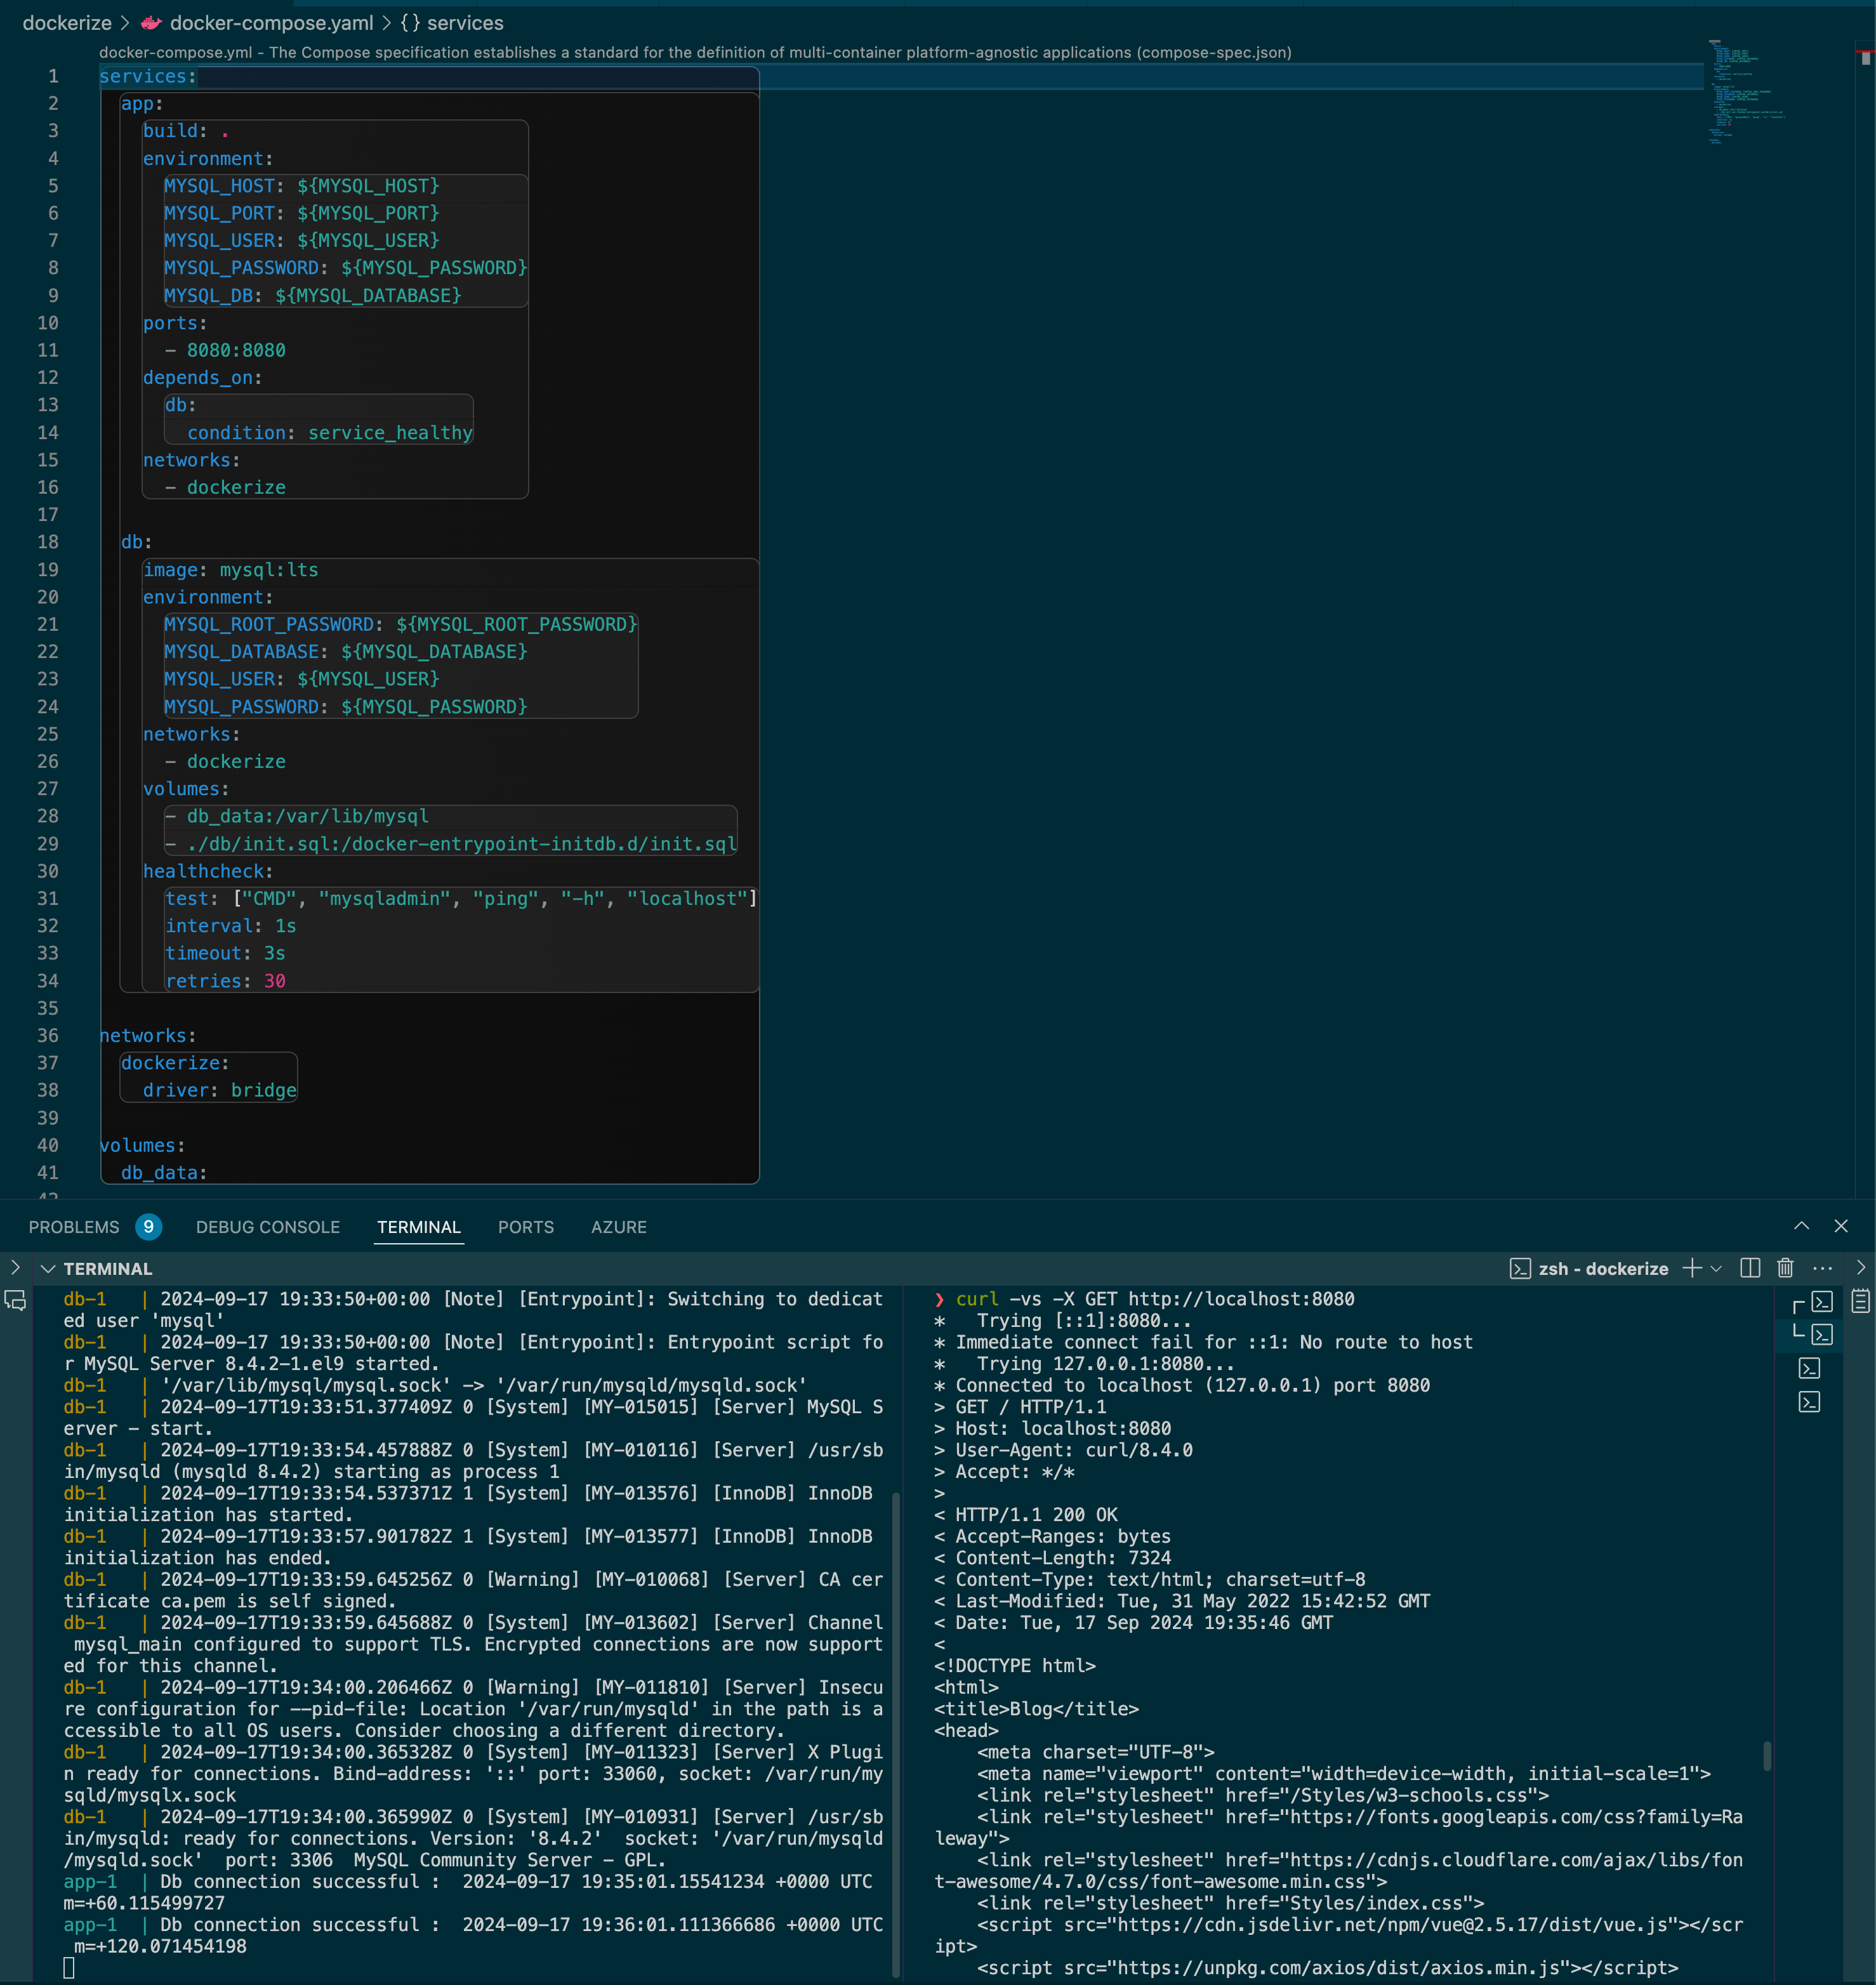 dockerize > docker-compose.yaml > {} services
docker-compose.yml - The Compose specification establishes a standard for the definition of multi-container platform-agnostic applications (compose-spec.json)
1 services:
2   app:
3     build: .
4     environment:
5       MYSQL_HOST: ${MYSQL_HOST}
6       MYSQL_PORT: ${MYSQL_PORT}
7       MYSQL_USER: ${MYSQL_USER}
8       MYSQL_PASSWORD: ${MYSQL_PASSWORD}
9       MYSQL_DB: ${MYSQL_DATABASE}
10     ports:
11       - 8080:8080
12     depends_on:
13       db:
14         condition: service_healthy
15     networks:
16       - dockerize
17
18   db:
19     image: mysql:lts
20     environment:
21       MYSQL_ROOT_PASSWORD: ${MYSQL_ROOT_PASSWORD}
22       MYSQL_DATABASE: ${MYSQL_DATABASE}
23       MYSQL_USER: ${MYSQL_USER}
24       MYSQL_PASSWORD: ${MYSQL_PASSWORD}
25     networks:
26       - dockerize
27     volumes:
28       - db_data:/var/lib/mysql
29       - ./db/init.sql:/docker-entrypoint-initdb.d/init.sql
30     healthcheck:
31       test: ["CMD", "mysqladmin", "ping", "-h", "localhost"]
32       interval: 1s
33       timeout: 3s
34       retries: 30
35
36 networks:
37   dockerize:
38     driver: bridge
39
40 volumes:
41   db_data:
PROBLEMS 9 DEBUG CONSOLE TERMINAL PORTS AZURE
TERMINAL
zsh - dockerize
db-1   | 2024-09-17 19:33:50+00:00 [Note] [Entrypoint]: Switching to dedicat
ed user 'mysql'
db-1   | 2024-09-17 19:33:50+00:00 [Note] [Entrypoint]: Entrypoint script fo
r MySQL Server 8.4.2-1.el9 started.
db-1   | '/var/lib/mysql/mysql.sock' -> '/var/run/mysqld/mysqld.sock'
db-1   | 2024-09-17T19:33:51.377409Z 0 [System] [MY-015015] [Server] MySQL S
erver - start.
db-1   | 2024-09-17T19:33:54.457888Z 0 [System] [MY-010116] [Server] /usr/sb
in/mysqld (mysqld 8.4.2) starting as process 1
db-1   | 2024-09-17T19:33:54.537371Z 1 [System] [MY-013576] [InnoDB] InnoDB
initialization has started.
db-1   | 2024-09-17T19:33:57.901782Z 1 [System] [MY-013577] [InnoDB] InnoDB
initialization has ended.
db-1   | 2024-09-17T19:33:59.645256Z 0 [Warning] [MY-010068] [Server] CA cer
tificate ca.pem is self signed.
db-1   | 2024-09-17T19:33:59.645688Z 0 [System] [MY-013602] [Server] Channel
 mysql_main configured to support TLS. Encrypted connections are now support
ed for this channel.
db-1   | 2024-09-17T19:34:00.206466Z 0 [Warning] [MY-011810] [Server] Insecu
re configuration for --pid-file: Location '/var/run/mysqld' in the path is a
ccessible to all OS users. Consider choosing a different directory.
db-1   | 2024-09-17T19:34:00.365328Z 0 [System] [MY-011323] [Server] X Plugi
n ready for connections. Bind-address: '::' port: 33060, socket: /var/run/my
sqld/mysqlx.sock
db-1   | 2024-09-17T19:34:00.365990Z 0 [System] [MY-010931] [Server] /usr/sb
in/mysqld: ready for connections. Version: '8.4.2'  socket: '/var/run/mysqld
/mysqld.sock'  port: 3306  MySQL Community Server - GPL.
app-1  | Db connection successful :  2024-09-17 19:35:01.15541234 +0000 UTC
m=+60.115499727
app-1  | Db connection successful :  2024-09-17 19:36:01.111366686 +0000 UTC
 m=+120.071454198
❯ curl -vs -X GET http://localhost:8080
*   Trying [::1]:8080...
* Immediate connect fail for ::1: No route to host
*   Trying 127.0.0.1:8080...
* Connected to localhost (127.0.0.1) port 8080
> GET / HTTP/1.1
> Host: localhost:8080
> User-Agent: curl/8.4.0
> Accept: */*
>
< HTTP/1.1 200 OK
< Accept-Ranges: bytes
< Content-Length: 7324
< Content-Type: text/html; charset=utf-8
< Last-Modified: Tue, 31 May 2022 15:42:52 GMT
< Date: Tue, 17 Sep 2024 19:35:46 GMT
<
<!DOCTYPE html>
<html>
<title>Blog</title>
<head>
    <meta charset="UTF-8">
    <meta name="viewport" content="width=device-width, initial-scale=1">
    <link rel="stylesheet" href="/Styles/w3-schools.css">
    <link rel="stylesheet" href="https://fonts.googleapis.com/css?family=Ra
leway">
    <link rel="stylesheet" href="https://cdnjs.cloudflare.com/ajax/libs/fon
t-awesome/4.7.0/css/font-awesome.min.css">
    <link rel="stylesheet" href="Styles/index.css">
    <script src="https://cdn.jsdelivr.net/npm/vue@2.5.17/dist/vue.js"></scr
ipt>
    <script src="https://unpkg.com/axios/dist/axios.min.js"></script>